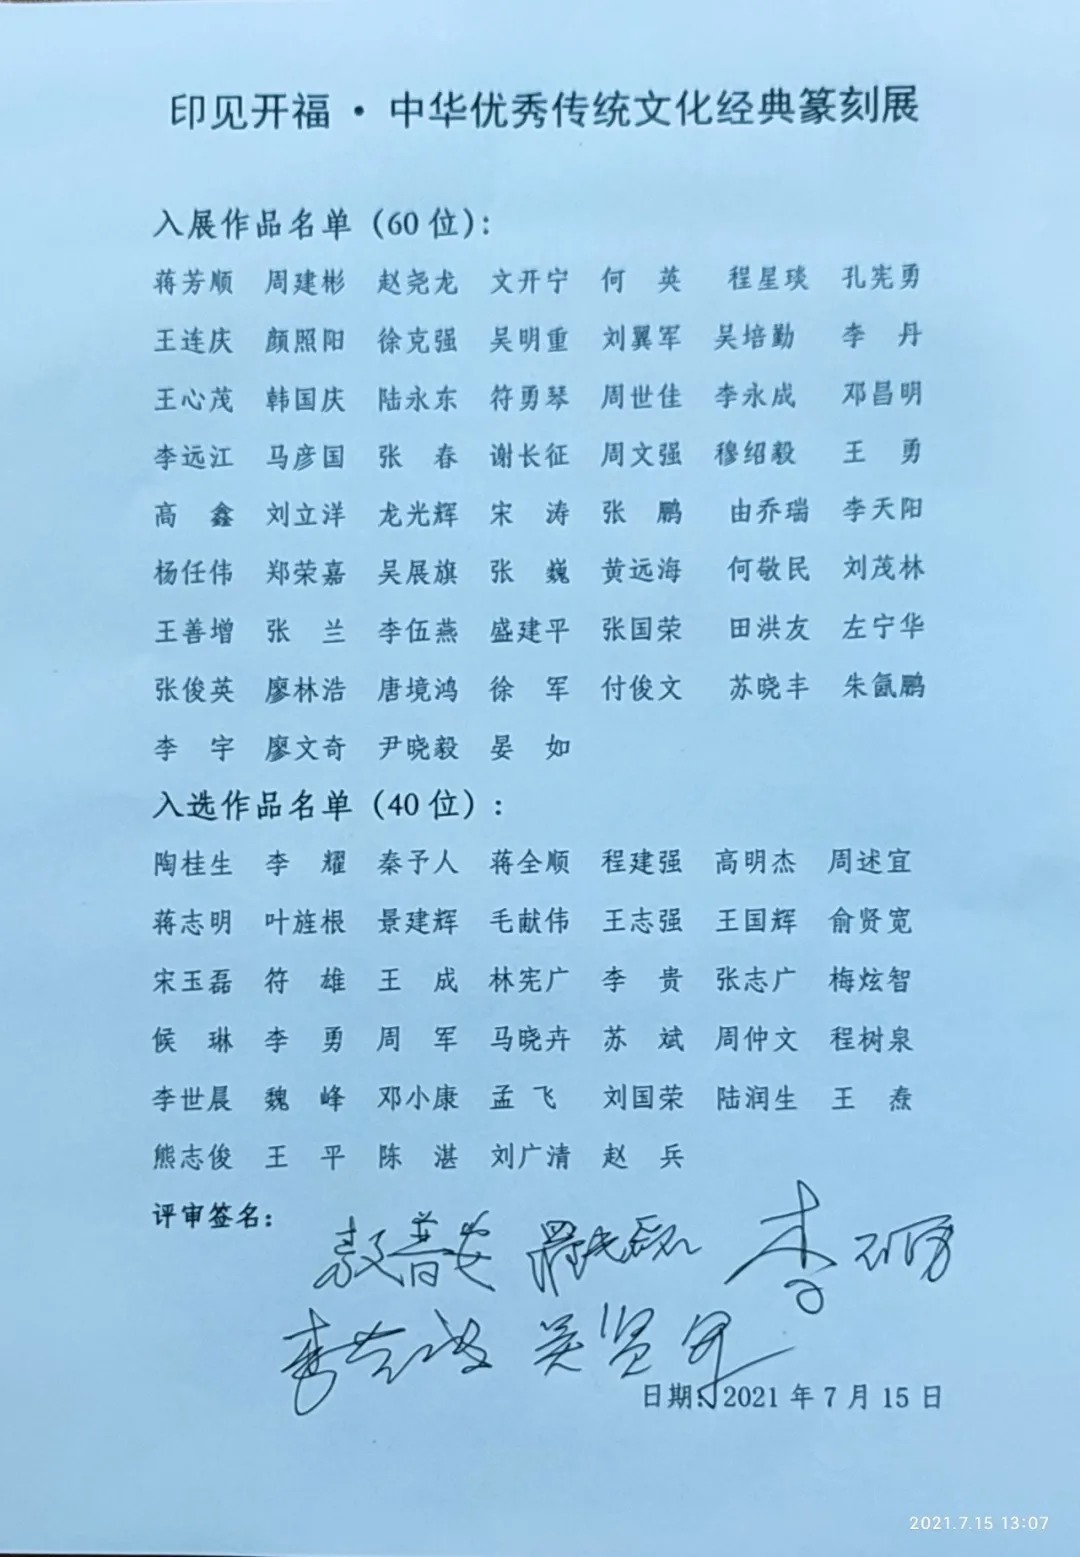 印见开福·中华优秀传统文化经典篆刻展
入展作品名单（60 位）：
蒋芳顺 周建彬 赵尧龙 文开宁 何 英 程星琰 孔宪勇
王连庆 颜照阳 徐克强 吴明重 刘翼军 吴培勤 李 丹
王心茂 韩国庆 陆永东 符勇琴 周世佳 李永成 邓昌明
李远江 马彦国 张 春 谢长征 周文强 穆绍毅 王 勇
高 鑫 刘立洋 龙光辉 宋 涛 张 鹏 由乔瑞 李天阳
杨任伟 郑荣嘉 吴展旗 张 巍 黄远海 何敬民 刘茂林
王善增 张 兰 李伍燕 盛建平 张国荣 田洪友 左宁华
张俊英 廖林浩 唐境鸿 徐 军 付俊文 苏晓丰 朱氤鹏
李 宇 廖文奇 尹晓毅 晏 如
入选作品名单（40 位）：
陶桂生 李 耀 秦予人 蒋全顺 程建强 高明杰 周述宜
蒋志明 叶旌根 景建辉 毛献伟 王志强 王国辉 俞贤宽
宋玉磊 符 雄 王 成 林宪广 李 贵 张志广 梅炫智
侯 琳 李 勇 周 军 马晓卉 苏 斌 周仲文 程树泉
李世晨 魏 峰 邓小康 孟 飞 刘国荣 陆润生 王 焘
熊志俊 王 平 陈 湛 刘广清 赵 兵
评审签名：
敖普安 李砺
吴贤军
日期：2021 年 7 月 15 日
2021.7.15 13:07